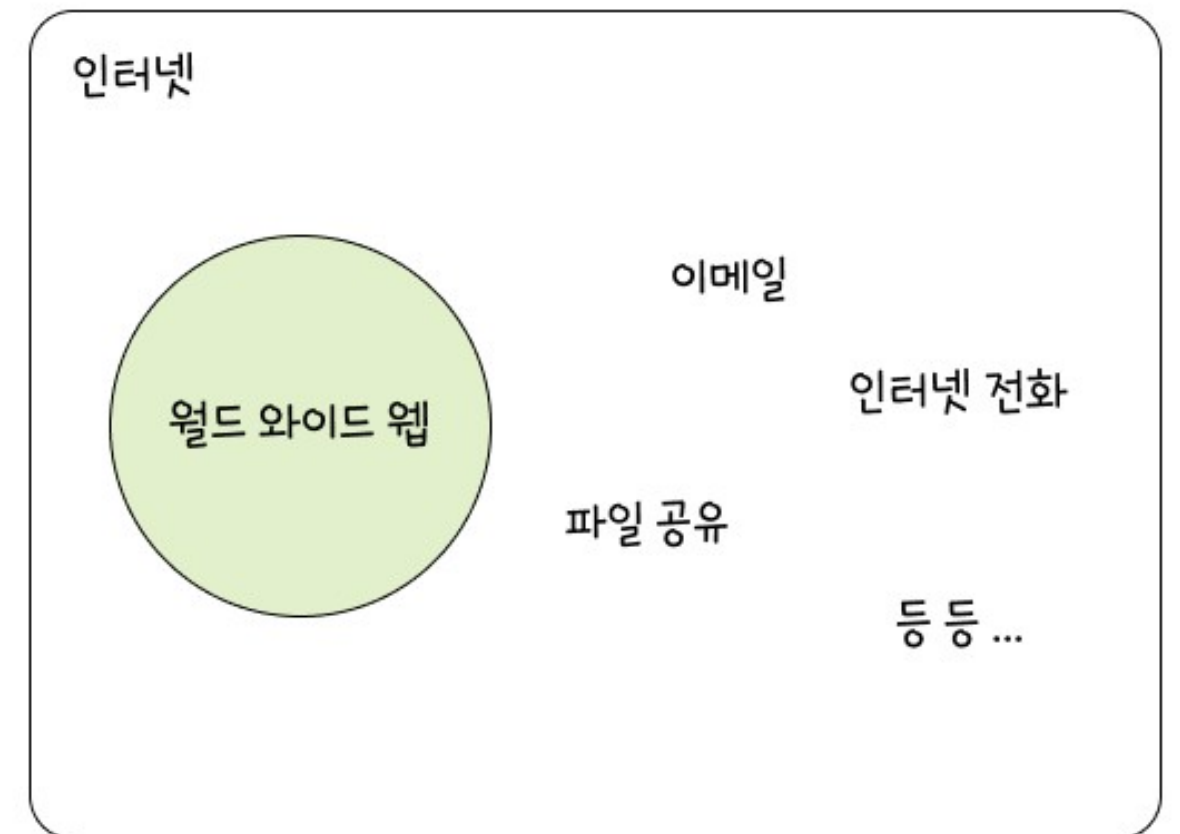 인터넷
이메일
인터넷 전화
월드 와이드 웹
파일 공유
등 등 ...